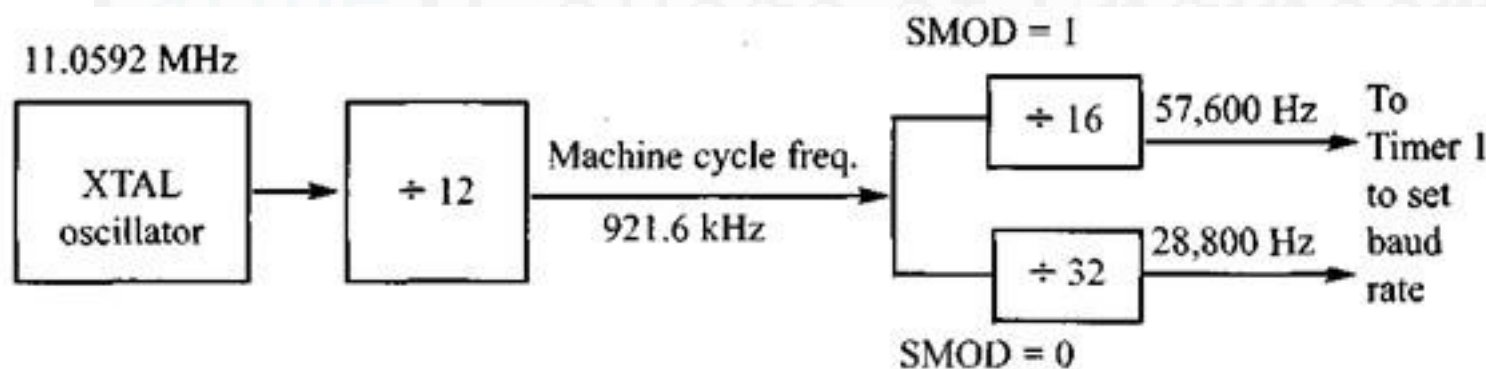 11.0592 MHz
XTAL
oscillator
÷ 12
Machine cycle freq.
921.6 kHz
SMOD = 1
÷ 16
57,600 Hz
÷ 32
28,800 Hz
SMOD = 0
To
Timer 1
to set
baud
rate